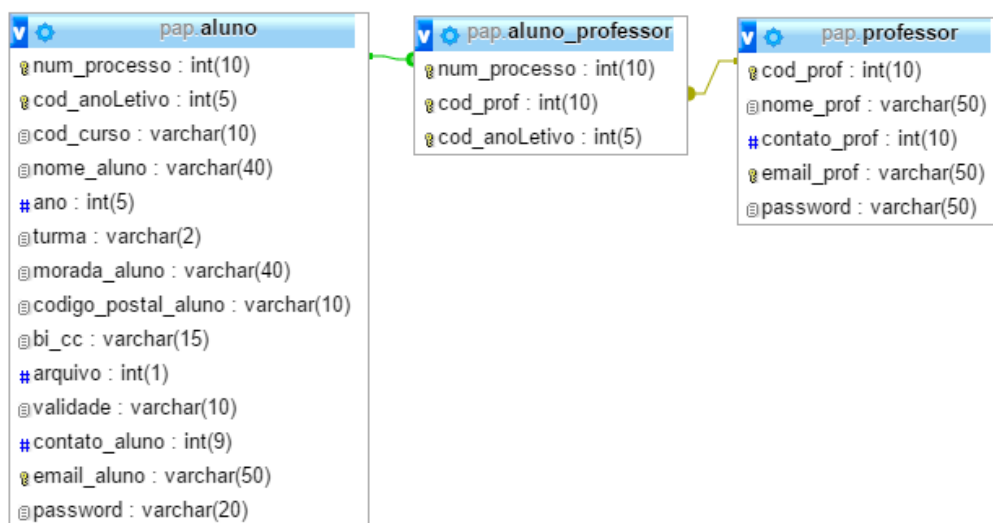 pap.aluno
num_processo : int(10)
cod_anoLetivo : int(5)
cod_curso : varchar(10)
nome_aluno : varchar(40)
# ano : int(5)
turma : varchar(2)
morada_aluno : varchar(40)
codigo_postal_aluno : varchar(10)
bi_cc : varchar(15)
# arquivo : int(1)
validade : varchar(10)
# contato_aluno : int(9)
email_aluno : varchar(50)
password : varchar(20)
v pap.aluno_professor
num_processo : int(10)
cod_prof : int(10)
cod_anoLetivo : int(5)
v pap.professor
cod_prof : int(10)
nome_prof : varchar(50)
# contato_prof : int(10)
email_prof : varchar(50)
password : varchar(50)